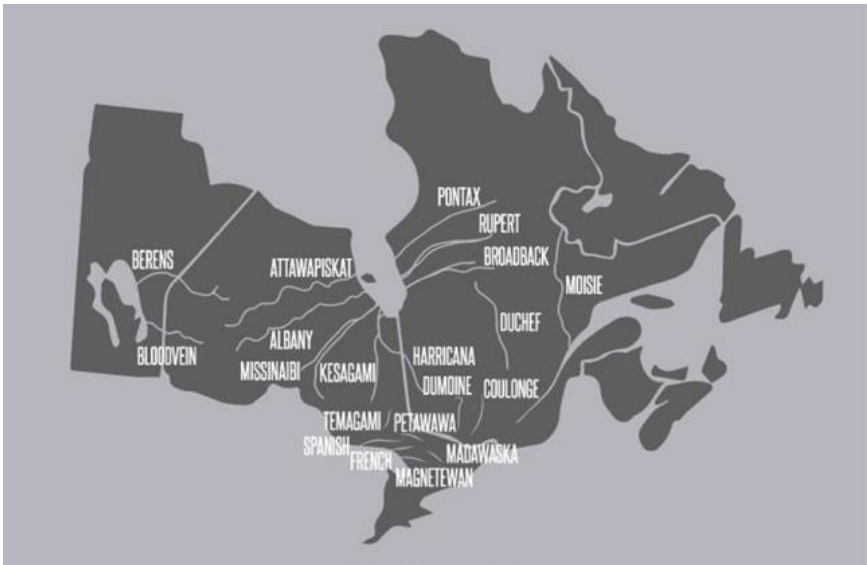 PONTAX
RUPERT
BROADBACK
BERENS
ATTAWAPISKAT
MOISIE
DUCHEF
ALBANY
BLOODVEIN
HARRICANA
MISSINAIBI
KESAGAMI
DUMOINE
COULONGE
TEMAGAMI
PETAWAWA
SPANISH
MADAWASKA
FRENCH
MAGNETEWAN